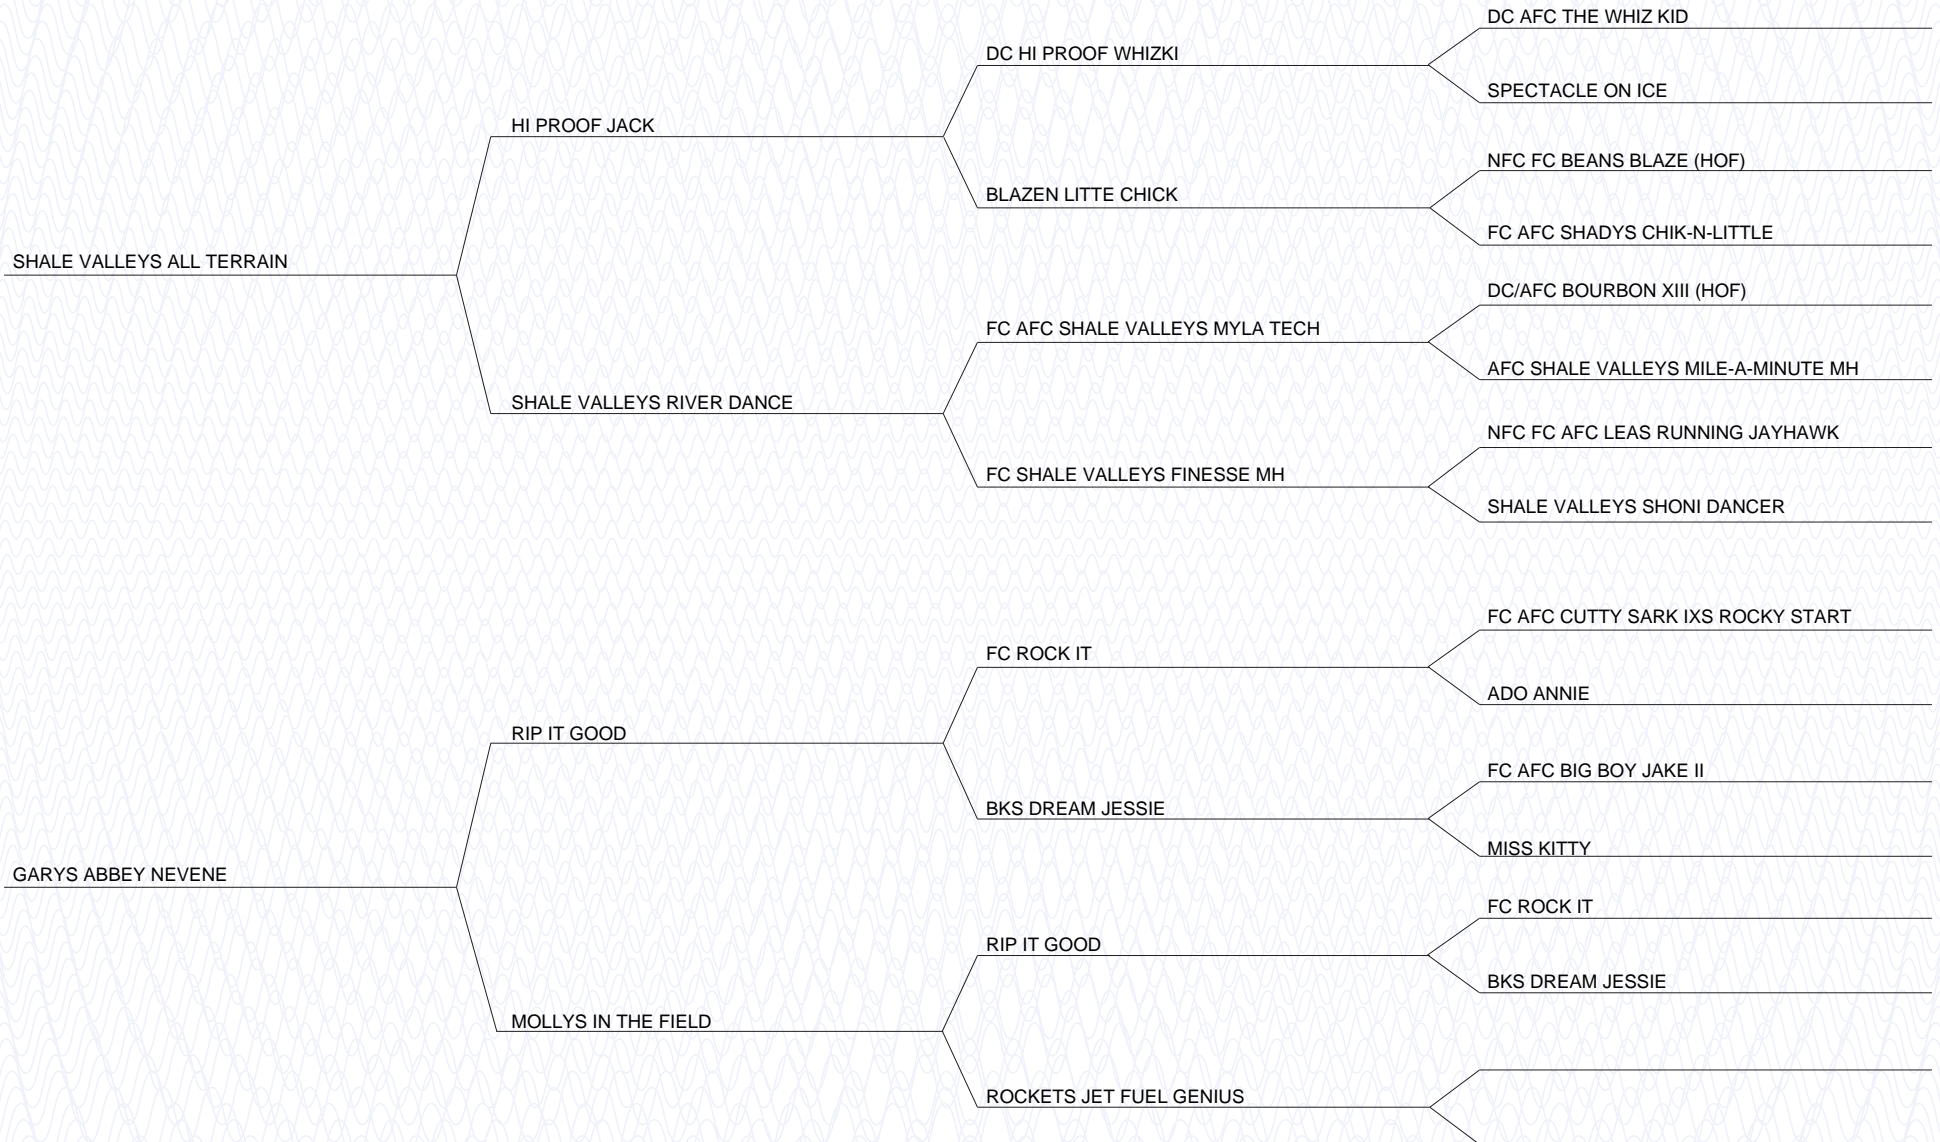 DC AFC THE WHIZ KID
DC HI PROOF WHIZKI
SPECTACLE ON ICE
HI PROOF JACK
NFC FC BEANS BLAZE (HOF)
BLAZEN LITTE CHICK
FC AFC SHADYS CHIK-N-LITTLE
SHALE VALLEYS ALL TERRAIN
DC/AFC BOURBON XIII (HOF)
FC AFC SHALE VALLEYS MYLA TECH
AFC SHALE VALLEYS MILE-A-MINUTE MH
SHALE VALLEYS RIVER DANCE
NFC FC AFC LEAS RUNNING JAYHAWK
FC SHALE VALLEYS FINESSE MH
SHALE VALLEYS SHONI DANCER
FC AFC CUTTY SARK IXS ROCKY START
FC ROCK IT
ADO ANNIE
RIP IT GOOD
FC AFC BIG BOY JAKE II
BKS DREAM JESSIE
MISS KITTY
GARYS ABBEY NEVENE
FC ROCK IT
RIP IT GOOD
BKS DREAM JESSIE
MOLLYS IN THE FIELD
ROCKETS JET FUEL GENIUS